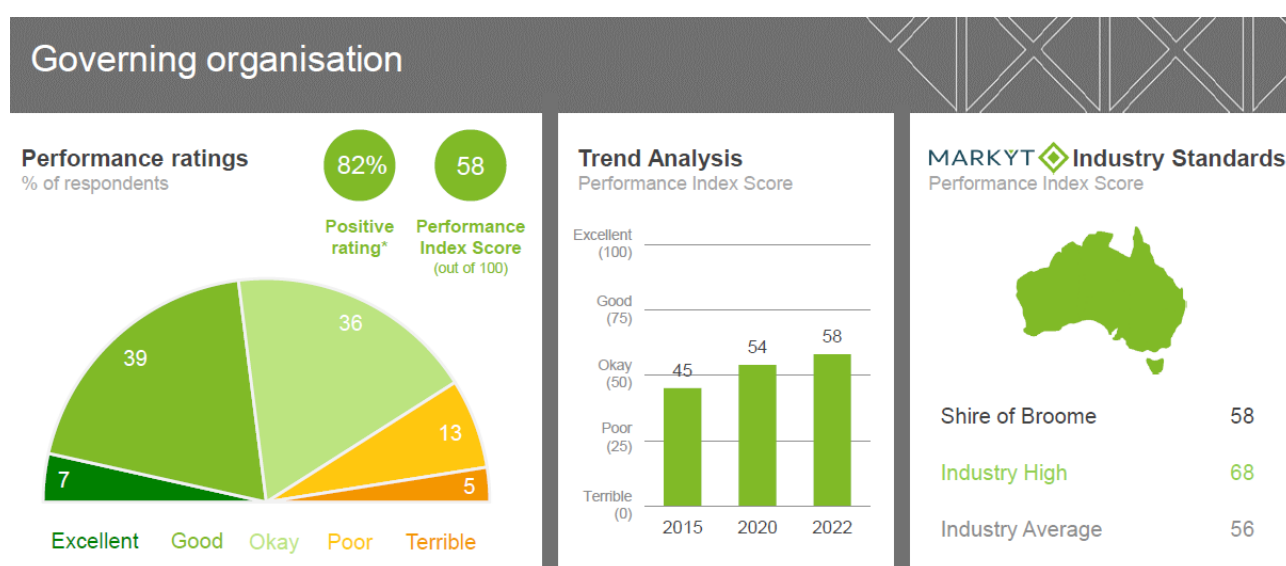 Governing organisation
Performance ratings
% of respondents
82%
58
Positive
rating*
Performance
Index Score
(out of 100)
39
36
13
7
5
Excellent
Good
Okay
Poor
Terrible
Trend Analysis
Performance Index Score
Excellent
(100)
Good
(75)
Okay
(50)
Poor
(25)
Terrible
(0)
45
54
58
2015
2020
2022
MARKYT Industry Standards
Performance Index Score
Shire of Broome 58
Industry High 68
Industry Average 56